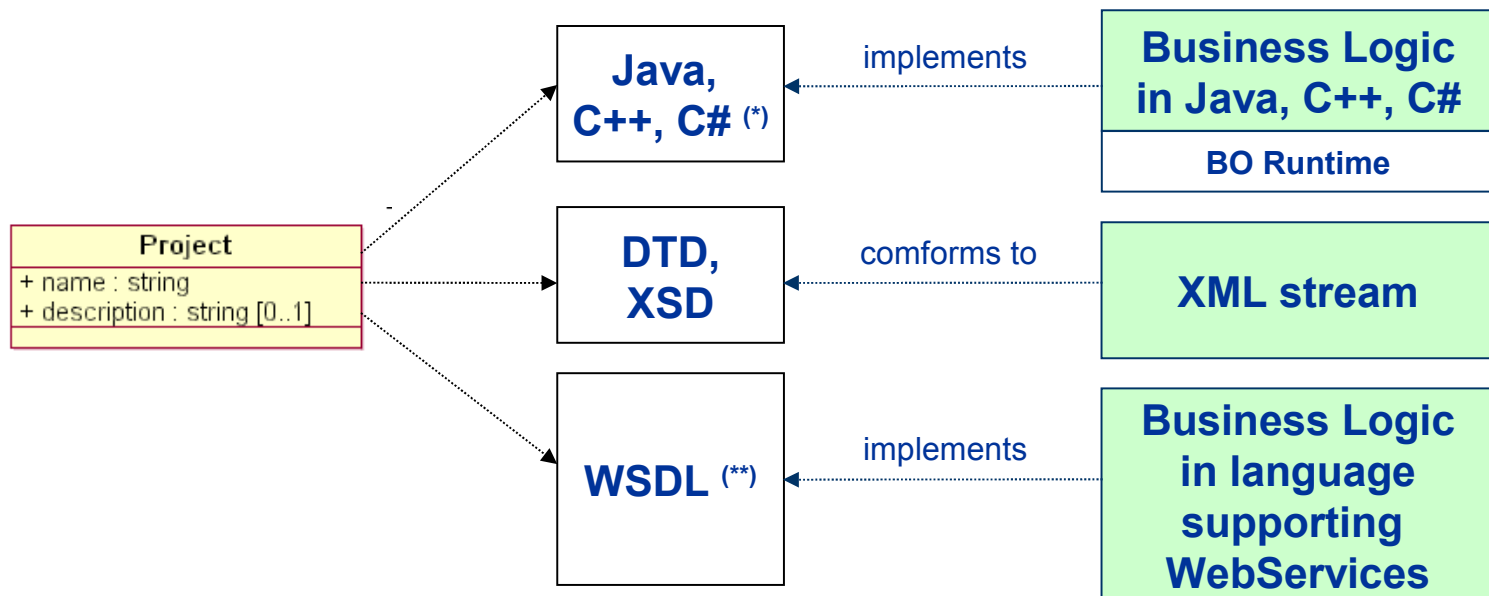 Java,
C++, C# (*)
implements
Business Logic
in Java, C++, C#
BO Runtime
-
Project
+ name : string
+ description : string [0..1]
DTD,
XSD
comforms to
XML stream
WSDL (**)
implements
Business Logic
in language
supporting
WebServices